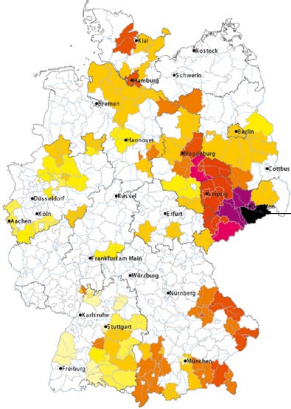 Kiel
Rostock
Hamburg
Schwerin
Bremen
Berlin
Hannover
Magdeburg
Cottbus
Düsseldorf
Kassel
Leipzig
Köln
Erfurt
Aachen
Frankfurt am Main
Würzburg
Nürnberg
Karlsruhe
Stuttgart
München
Freiburg